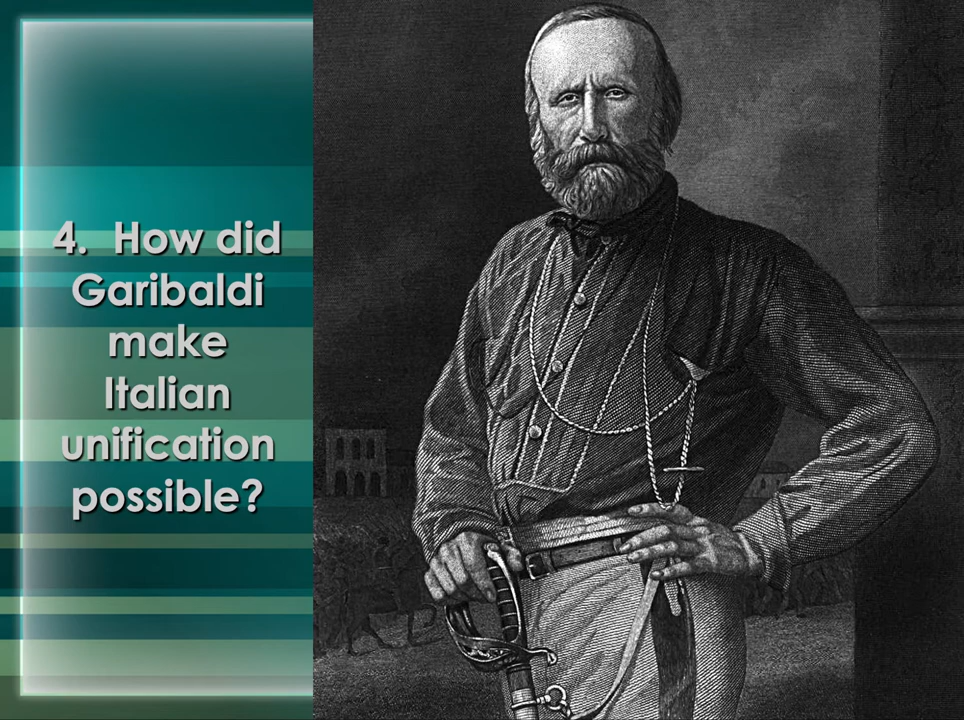 4.  How did
Garibaldi
make
Italian
unification
possible?